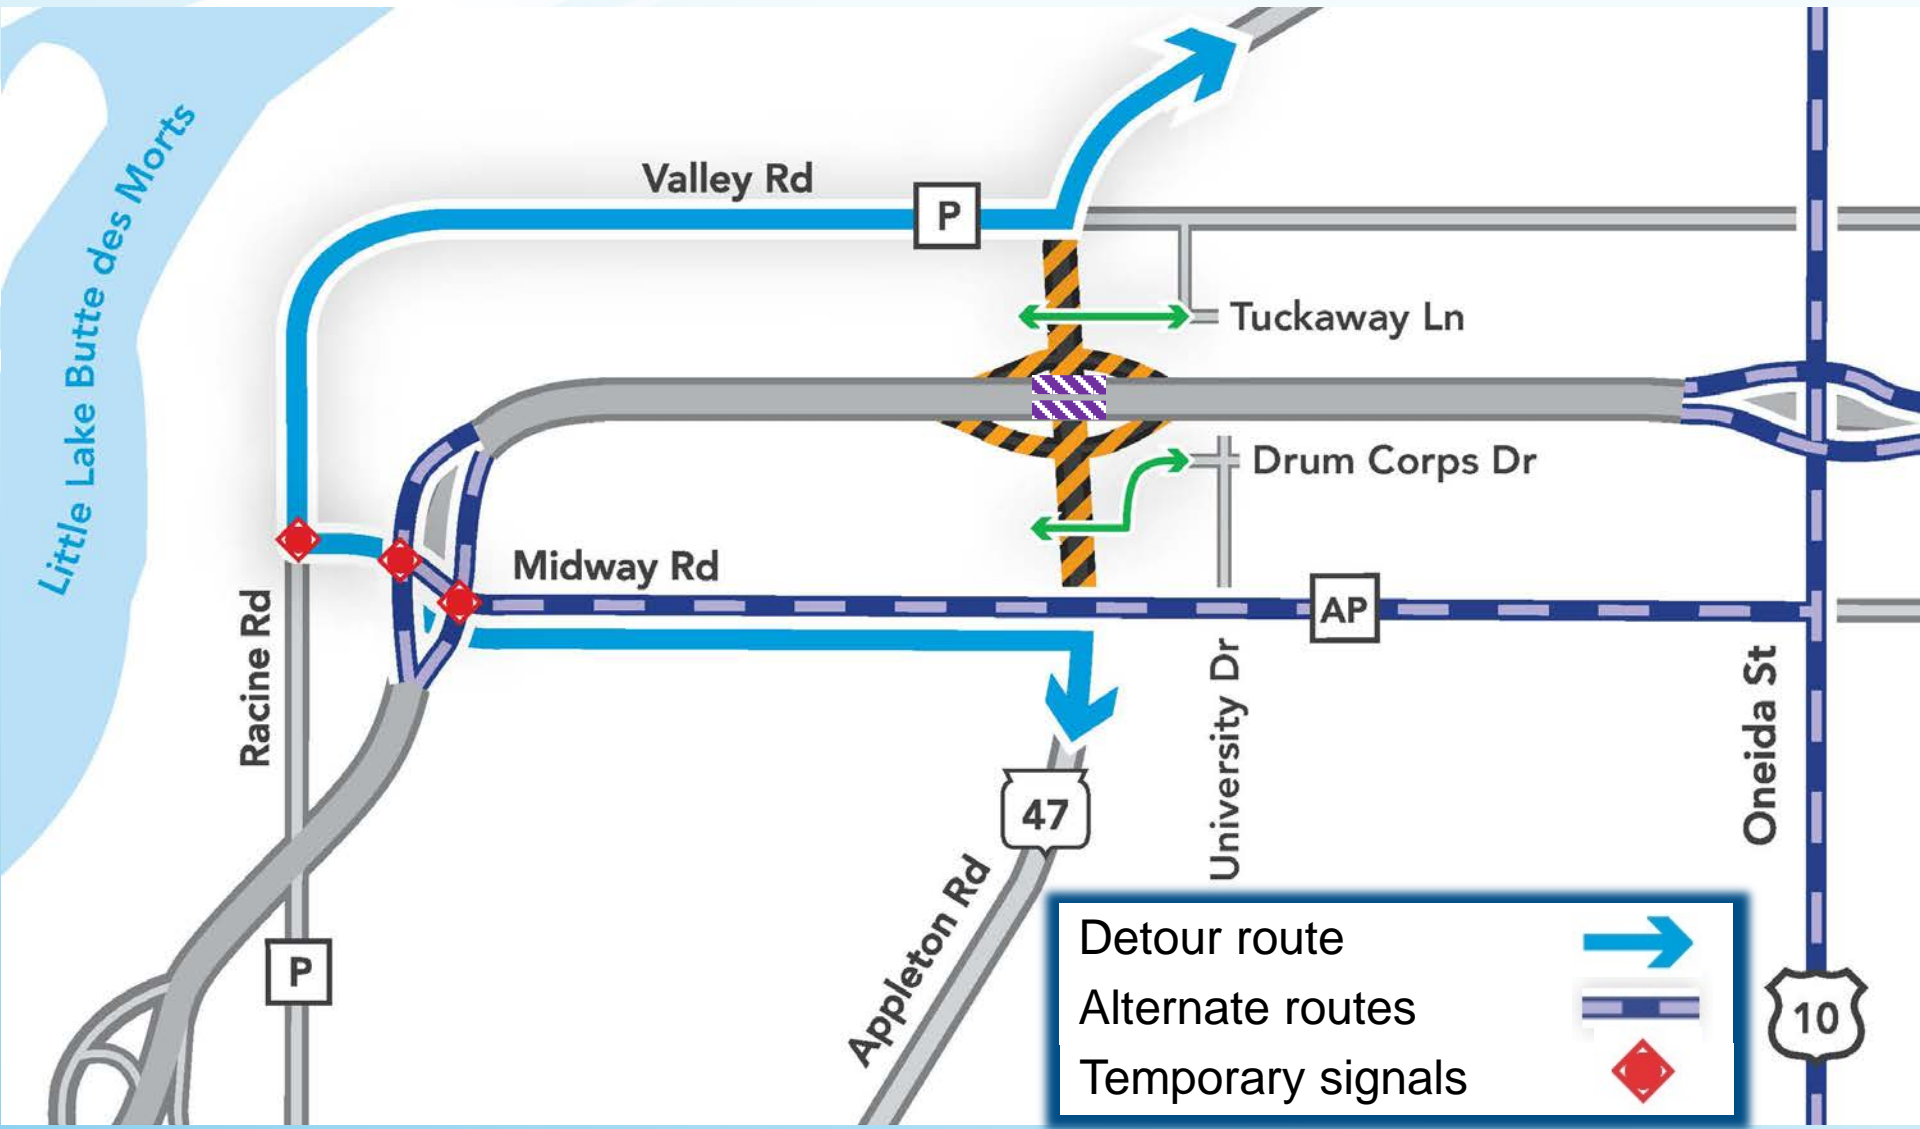 Little Lake Butte des Morts
Valley Rd
P
Tuckaway Ln
Drum Corps Dr
Midway Rd
AP
Racine Rd
University Dr
Oneida St
47
Appleton Rd
P
10
Detour route
Alternate routes
Temporary signals